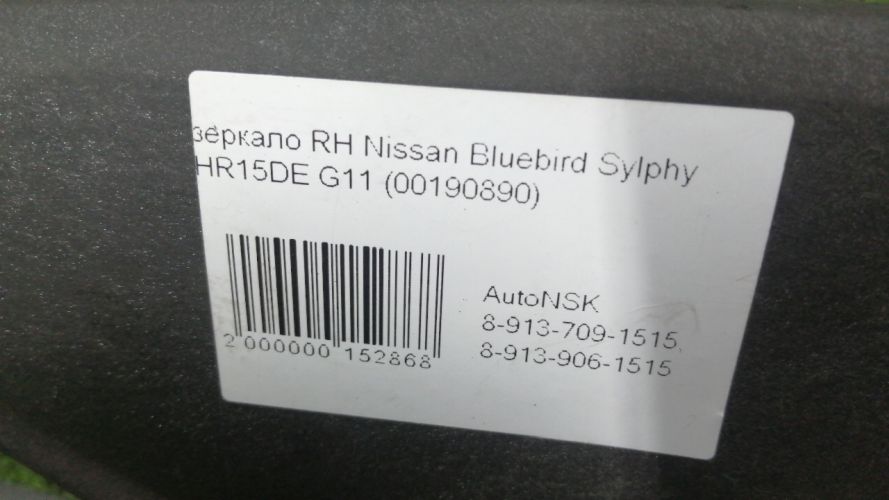 зеркало RH Nissan Bluebird Sylphy
HR15DE G11 (00190890)
AutoNSK
8-913-709-1515,
8-913-906-1515
2 000000 152868